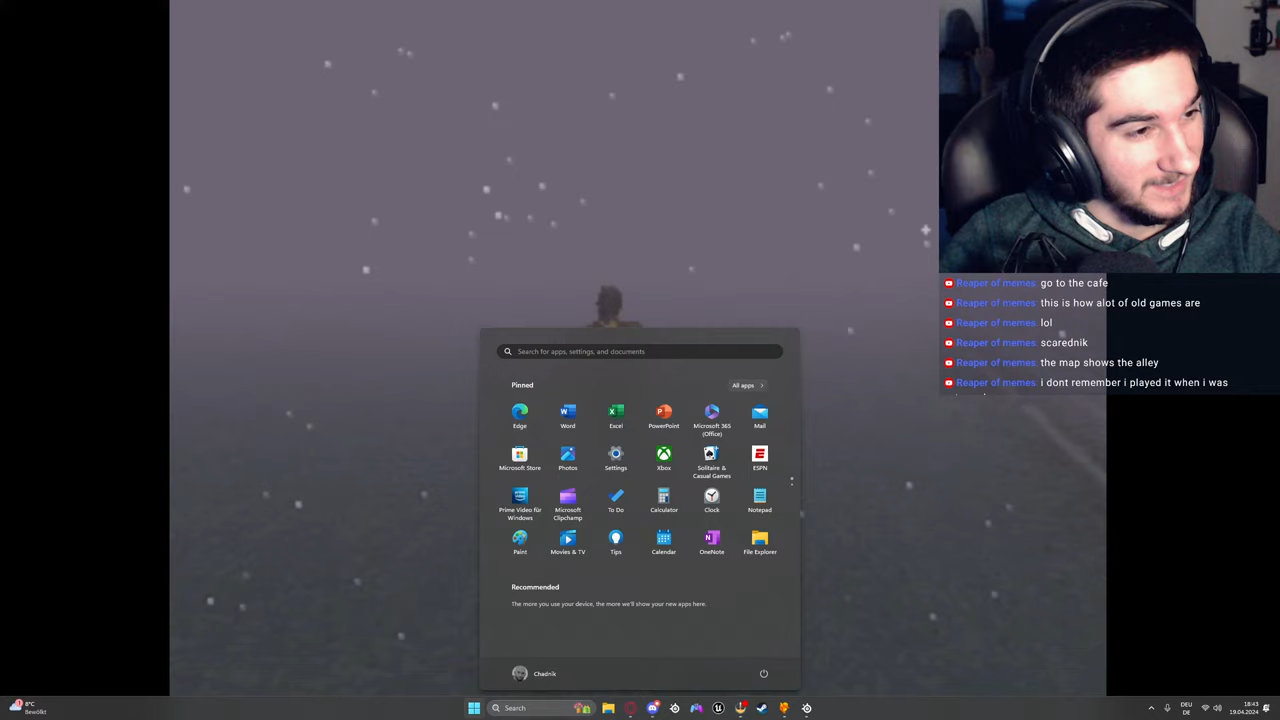 Reaper of memes: go to the cafe
Reaper of memes: this is how alot of old games are
Reaper of memes: lol
Reaper of memes: scarednik
Reaper of memes: the map shows the alley
Reaper of memes: i dont remember i played it when i was
Search for apps, settings, and documents
Pinned
All apps
Edge
Word
Excel
PowerPoint
Microsoft 365
(Office)
Mail
Microsoft Store
Photos
Settings
Xbox
Solitaire &
Casual Games
ESPN
Prime Video für
Windows
Microsoft
Clipchamp
To Do
Calculator
Clock
Notepad
Paint
Movies & TV
Tips
Calendar
OneNote
File Explorer
Recommended
The more you use your device, the more we'll show your new apps here.
Chadnik
8°C
Bewölkt
Search
DEU
DE
18:43
19.04.2024